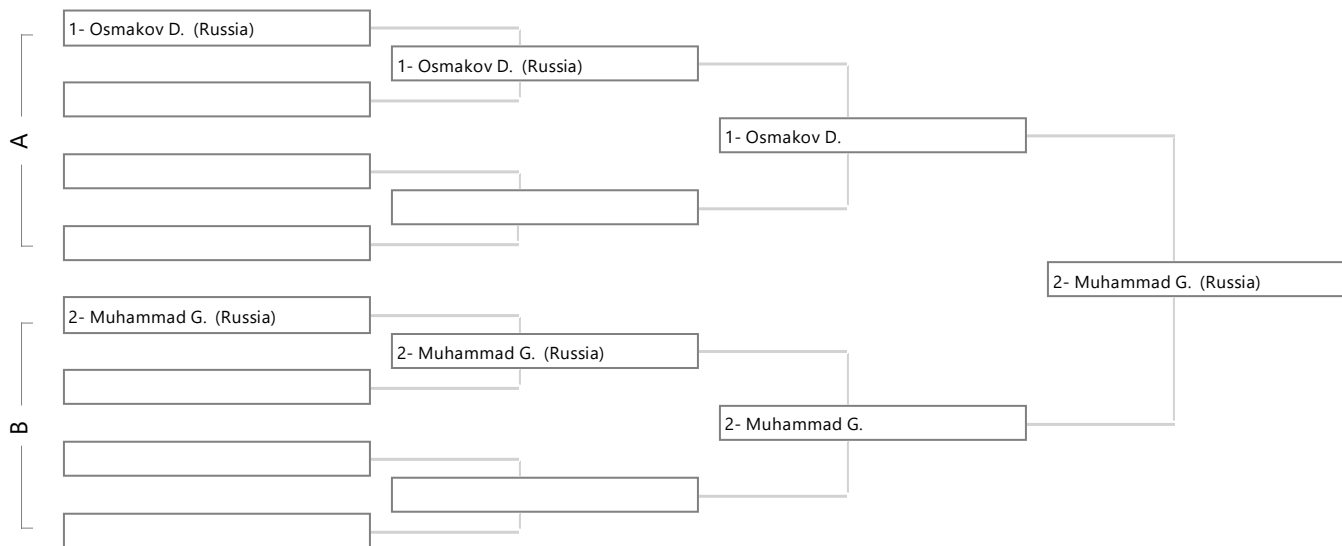 1- Osmakov D. (Russia)
1- Osmakov D. (Russia)
A
1- Osmakov D.
2- Muhammad G. (Russia)
2- Muhammad G. (Russia)
2- Muhammad G. (Russia)
B
2- Muhammad G.